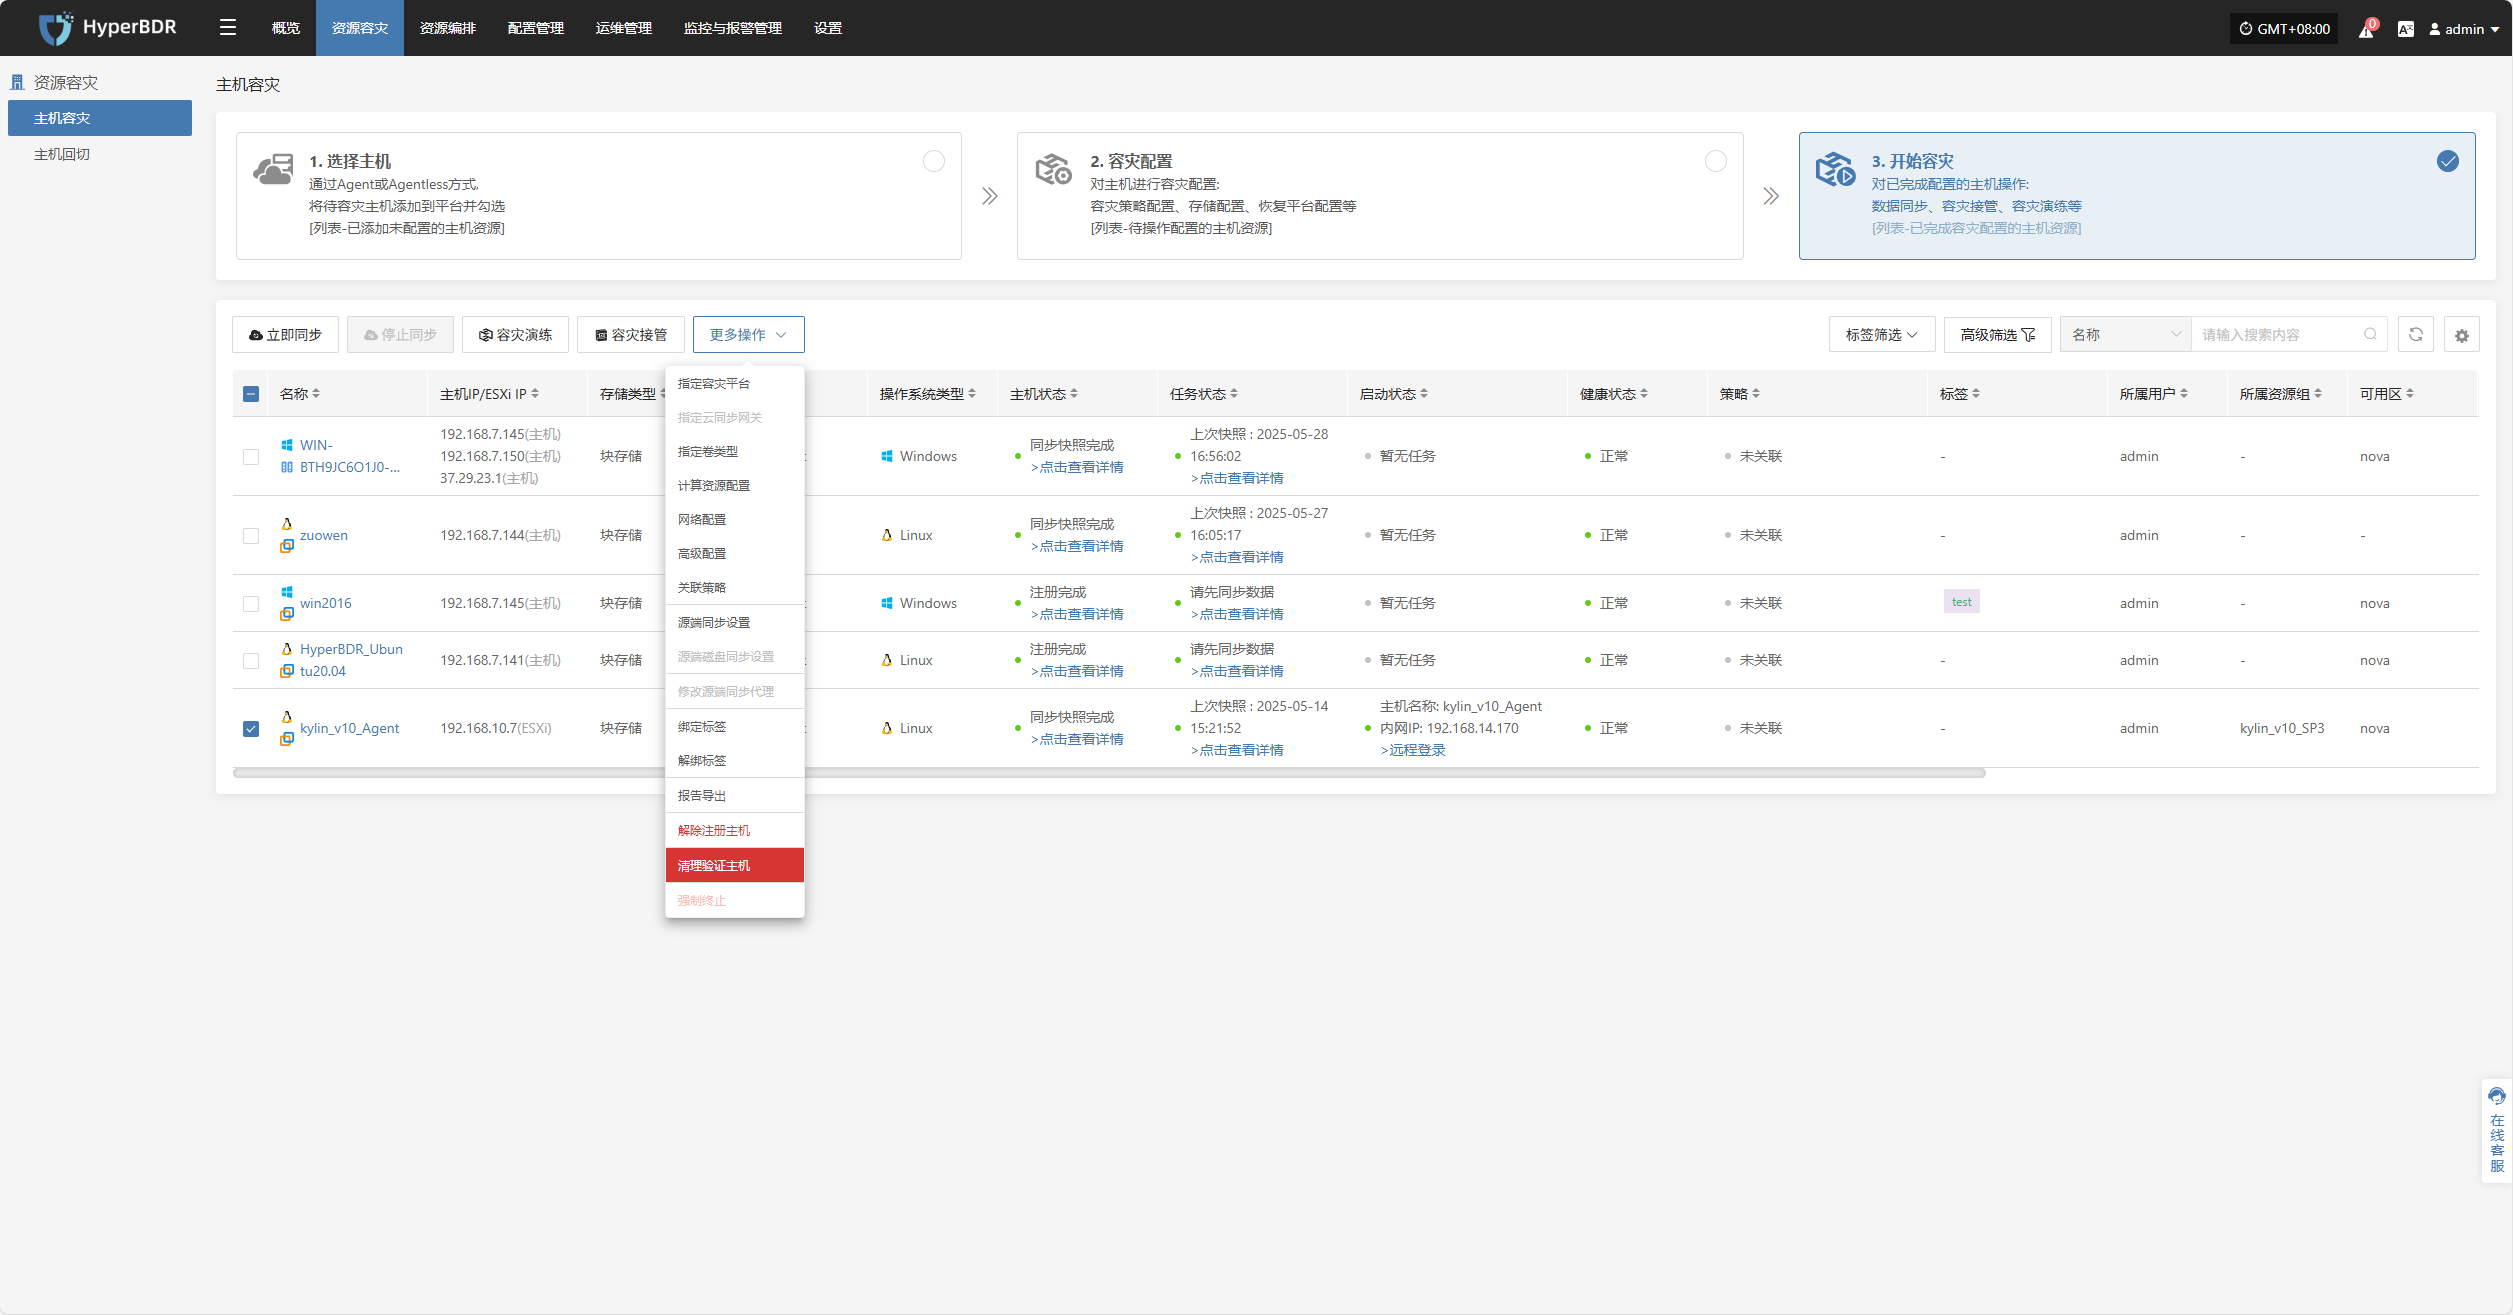 HyperBDR
概览
资源容灾
资源编排
配置管理
运维管理
监控与报警管理
设置
GMT+08:00
0
admin
资源容灾
主机容灾
主机回切
主机容灾
1. 选择主机
通过Agent或Agentless方式,
将待容灾主机添加到平台并勾选
[列表-已添加未配置的主机资源]
2. 容灾配置
对主机进行容灾配置:
容灾策略配置、存储配置、恢复平台配置等
[列表-待操作配置的主机资源]
3. 开始容灾
对已完成配置的主机操作:
数据同步、容灾接管、容灾演练等
[列表-已完成容灾配置的主机资源]
立即同步
停止同步
容灾演练
容灾接管
更多操作
标签筛选
高级筛选
名称
请输入搜索内容
名称
主机IP/ESXi IP
存储类型
操作系统类型
主机状态
任务状态
启动状态
健康状态
策略
标签
所属用户
所属资源组
可用区
WIN-
BTH9JC6O1J0-...
192.168.7.145(主机)
192.168.7.150(主机)
37.29.23.1(主机)
块存储
Windows
同步快照完成
>点击查看详情
上次快照 : 2025-05-28
16:56:02
>点击查看详情
暂无任务
正常
未关联
-
admin
-
nova
zuowen
192.168.7.144(主机)
块存储
Linux
同步快照完成
>点击查看详情
上次快照 : 2025-05-27
16:05:17
>点击查看详情
暂无任务
正常
未关联
-
admin
-
-
win2016
192.168.7.145(主机)
块存储
Windows
注册完成
>点击查看详情
请先同步数据
>点击查看详情
暂无任务
正常
未关联
test
admin
-
nova
HyperBDR_Ubun
tu20.04
192.168.7.141(主机)
块存储
Linux
注册完成
>点击查看详情
请先同步数据
>点击查看详情
暂无任务
正常
未关联
-
admin
-
nova
kylin_v10_Agent
192.168.10.7(ESXi)
块存储
Linux
同步快照完成
>点击查看详情
上次快照 : 2025-05-14
15:21:52
>点击查看详情
主机名称: kylin_v10_Agent
内网IP: 192.168.14.170
>远程登录
正常
未关联
-
admin
kylin_v10_SP3
nova
指定容灾平台
指定云同步网关
指定卷类型
计算资源配置
网络配置
高级配置
关联策略
源端同步设置
源端磁盘同步设置
修改源端同步代理
绑定标签
解绑标签
报告导出
解除注册主机
清理验证主机
强制终止
在线客服